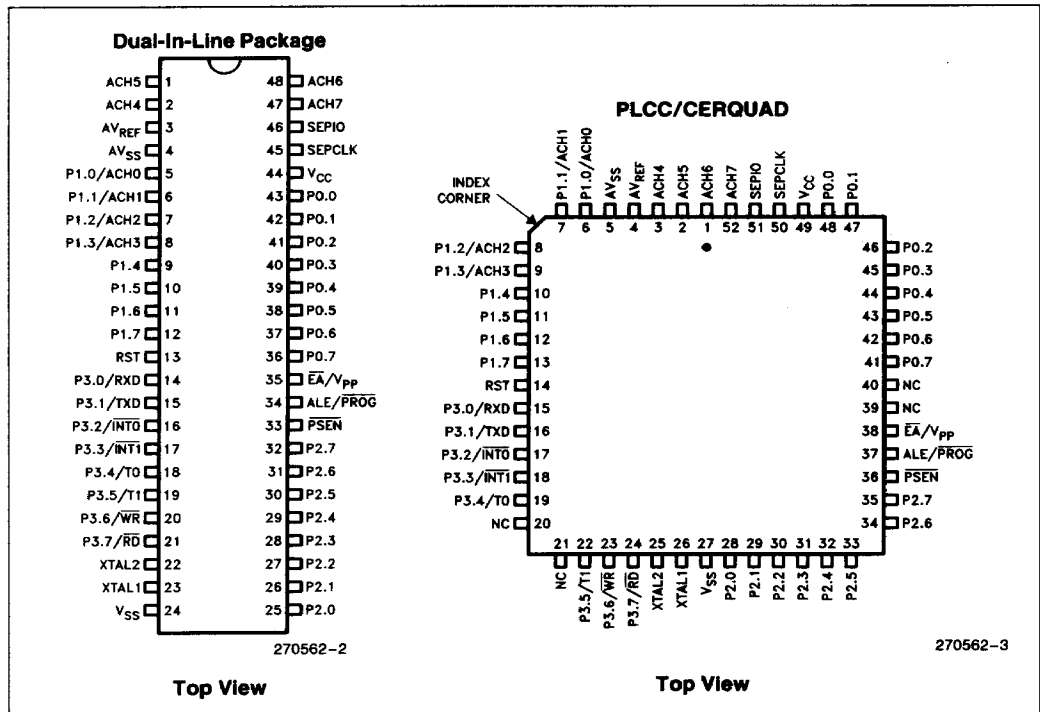 Dual-In-Line Package
ACH5 1 48 ACH6
ACH4 2 47 ACH7
AVREF 3 46 SEPIO
AVSS 4 45 SEPCLK
P1.0/ACH0 5 44 VCC
P1.1/ACH1 6 43 P0.0
P1.2/ACH2 7 42 P0.1
P1.3/ACH3 8 41 P0.2
P1.4 9 40 P0.3
P1.5 10 39 P0.4
P1.6 11 38 P0.5
P1.7 12 37 P0.6
RST 13 36 P0.7
P3.0/RXD 14 35 E̅A̅/VPP
P3.1/TXD 15 34 ALE/P̅R̅O̅G̅
P3.2/I̅N̅T̅0̅ 16 33 P̅S̅E̅N̅
P3.3/I̅N̅T̅1̅ 17 32 P2.7
P3.4/T0 18 31 P2.6
P3.5/T1 19 30 P2.5
P3.6/W̅R̅ 20 29 P2.4
P3.7/R̅D̅ 21 28 P2.3
XTAL2 22 27 P2.2
XTAL1 23 26 P2.1
VSS 24 25 P2.0
270562-2
Top View
PLCC/CERQUAD
INDEX
CORNER
P1.1/ACH1 P1.0/ACH0 AVSS AVREF ACH4 ACH5 ACH6 ACH7 SEPIO SEPCLK VCC P0.0 P0.1
7 6 5 4 3 2 1 52 51 50 49 48 47
P1.2/ACH2 8 46 P0.2
P1.3/ACH3 9 45 P0.3
P1.4 10 44 P0.4
P1.5 11 43 P0.5
P1.6 12 42 P0.6
P1.7 13 41 P0.7
RST 14 40 NC
P3.0/RXD 15 39 NC
P3.1/TXD 16 38 E̅A̅/VPP
P3.2/I̅N̅T̅0̅ 17 37 ALE/P̅R̅O̅G̅
P3.3/I̅N̅T̅1̅ 18 36 P̅S̅E̅N̅
P3.4/T0 19 35 P2.7
NC 20 34 P2.6
21 22 23 24 25 26 27 28 29 30 31 32 33
NC P3.5/T1 P3.6/W̅R̅ P3.7/R̅D̅ XTAL2 XTAL1 VSS P2.0 P2.1 P2.2 P2.3 P2.4 P2.5
270562-3
Top View